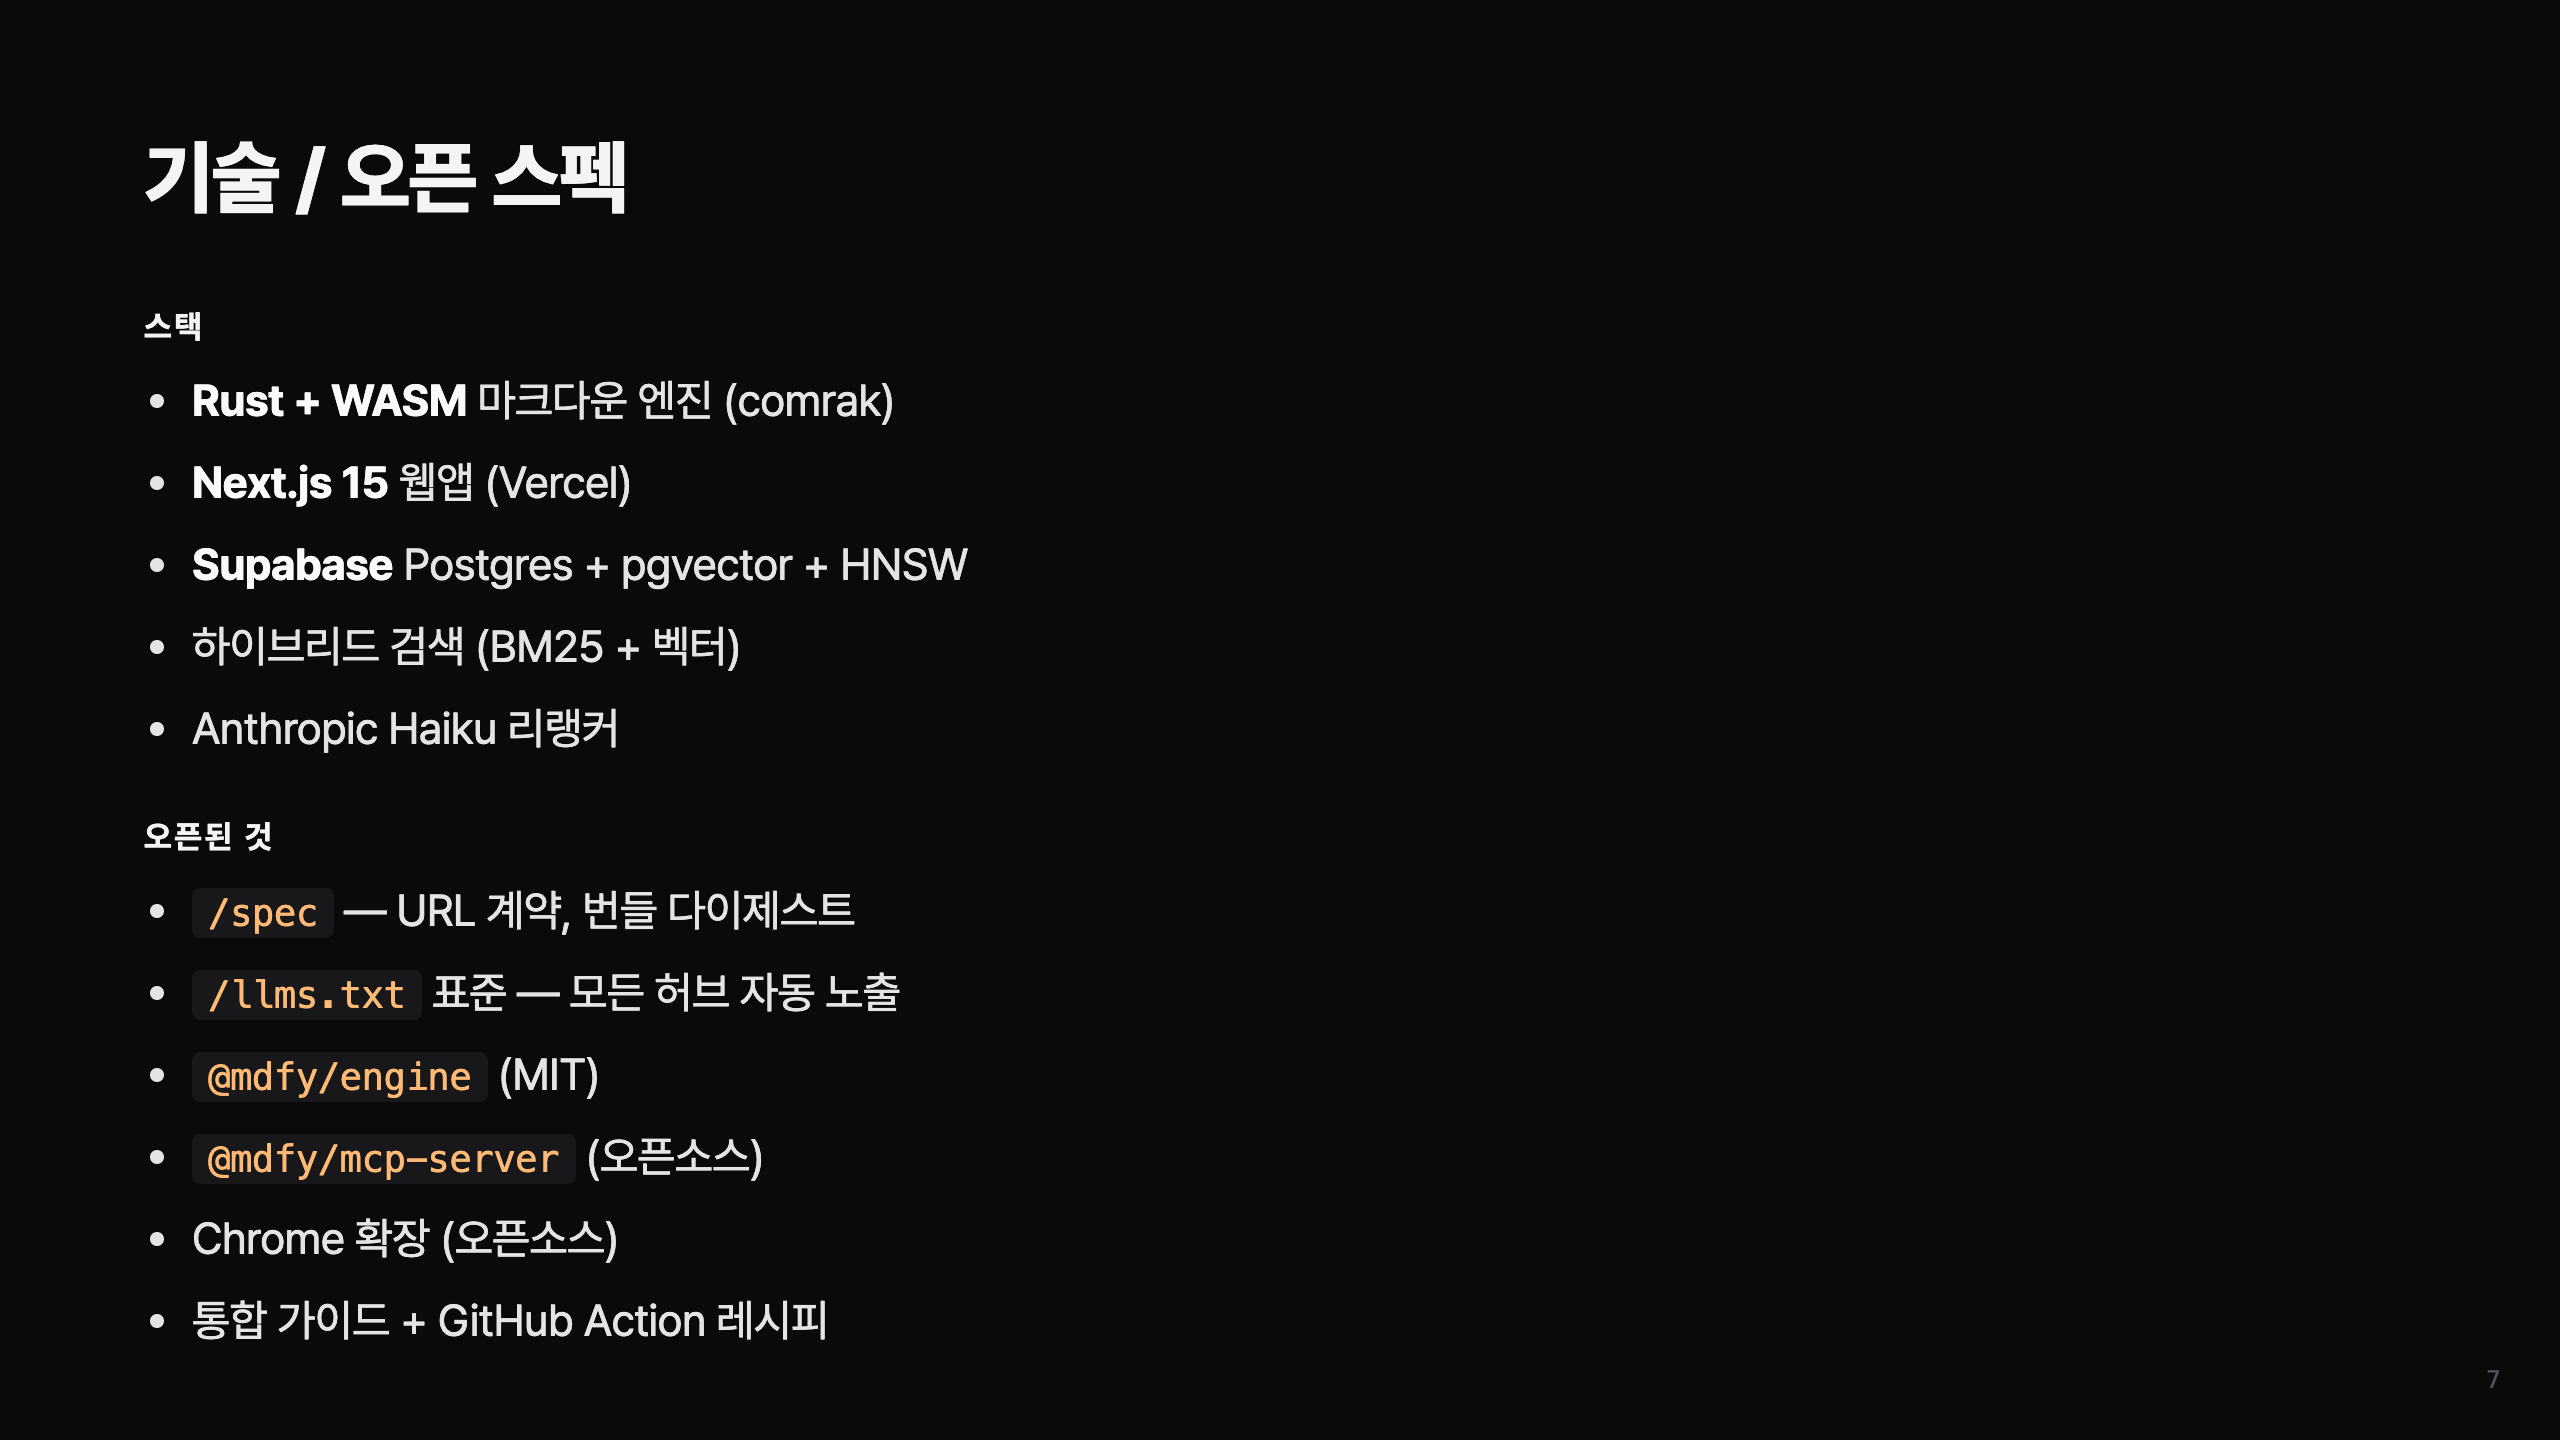 기술 / 오픈 스펙
스택
• Rust + WASM 마크다운 엔진 (comrak)
• Next.js 15 웹앱 (Vercel)
• Supabase Postgres + pgvector + HNSW
• 하이브리드 검색 (BM25 + 벡터)
• Anthropic Haiku 리랭커
오픈된 것
• /spec — URL 계약, 번들 다이제스트
• /llms.txt 표준 — 모든 허브 자동 노출
• @mdfy/engine (MIT)
• @mdfy/mcp-server (오픈소스)
• Chrome 확장 (오픈소스)
• 통합 가이드 + GitHub Action 레시피
7